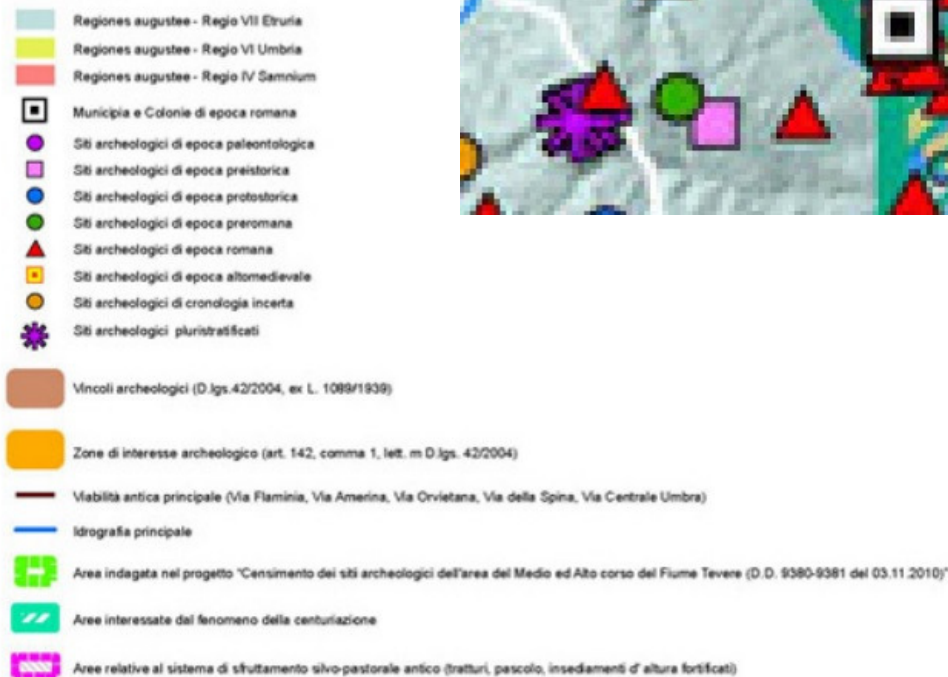 Regiones augustee - Regio VII Etruria
Regiones augustee - Regio VI Umbria
Regiones augustee - Regio IV Samnium
Municipia e Colonie di epoca romana
Siti archeologici di epoca paleontologica
Siti archeologici di epoca preistorica
Siti archeologici di epoca protostorica
Siti archeologici di epoca preromana
Siti archeologici di epoca romana
Siti archeologici di epoca altomedievale
Siti archeologici di cronologia incerta
Siti archeologici pluristratificati
Vincoli archeologici (D.lgs.42/2004, ex L. 1089/1939)
Zone di interesse archeologico (art. 142, comma 1, lett. m D.lgs. 42/2004)
Viabilità antica principale (Via Flaminia, Via Amerina, Via Orvietana, Via della Spina, Via Centrale Umbra)
Idrografia principale
Area indagata nel progetto "Censimento dei siti archeologici dell'area del Medio ed Alto corso del Fiume Tevere (D.D. 9380-9381 del 03.11.2010)"
Aree interessate dal fenomeno della centuriazione
Aree relative al sistema di sfruttamento silvo-pastorale antico (tratturi, pascolo, insediamenti d' altura fortificati)